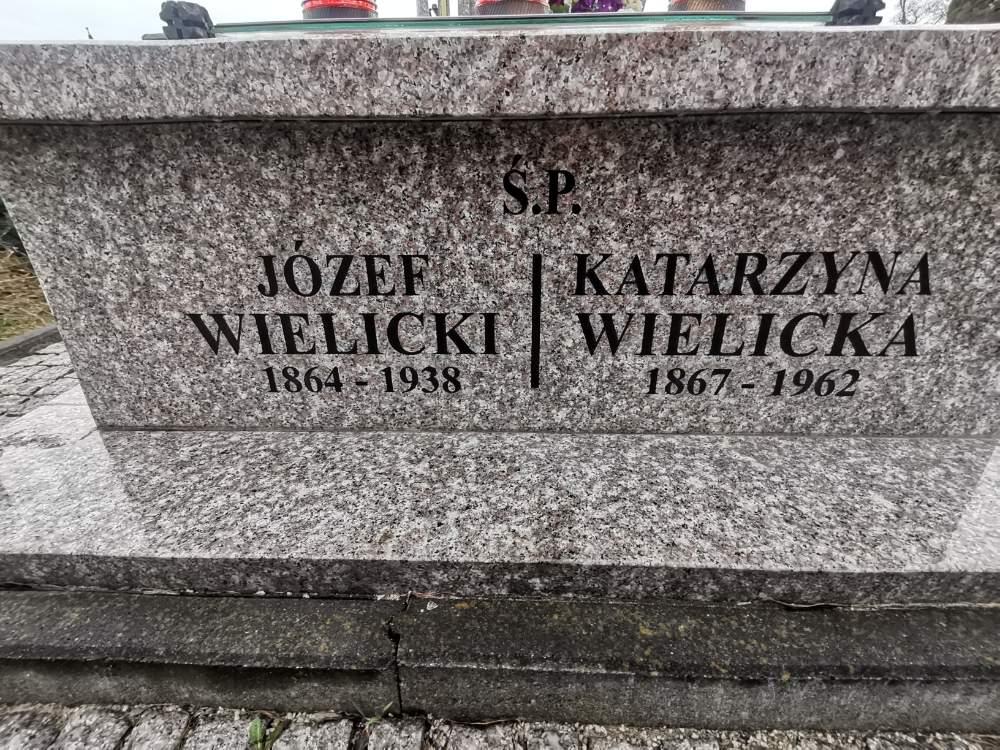 Ś.P.
JÓZEF
WIELICKI
1864 - 1938
KATARZYNA
WIELICKA
1867 - 1962